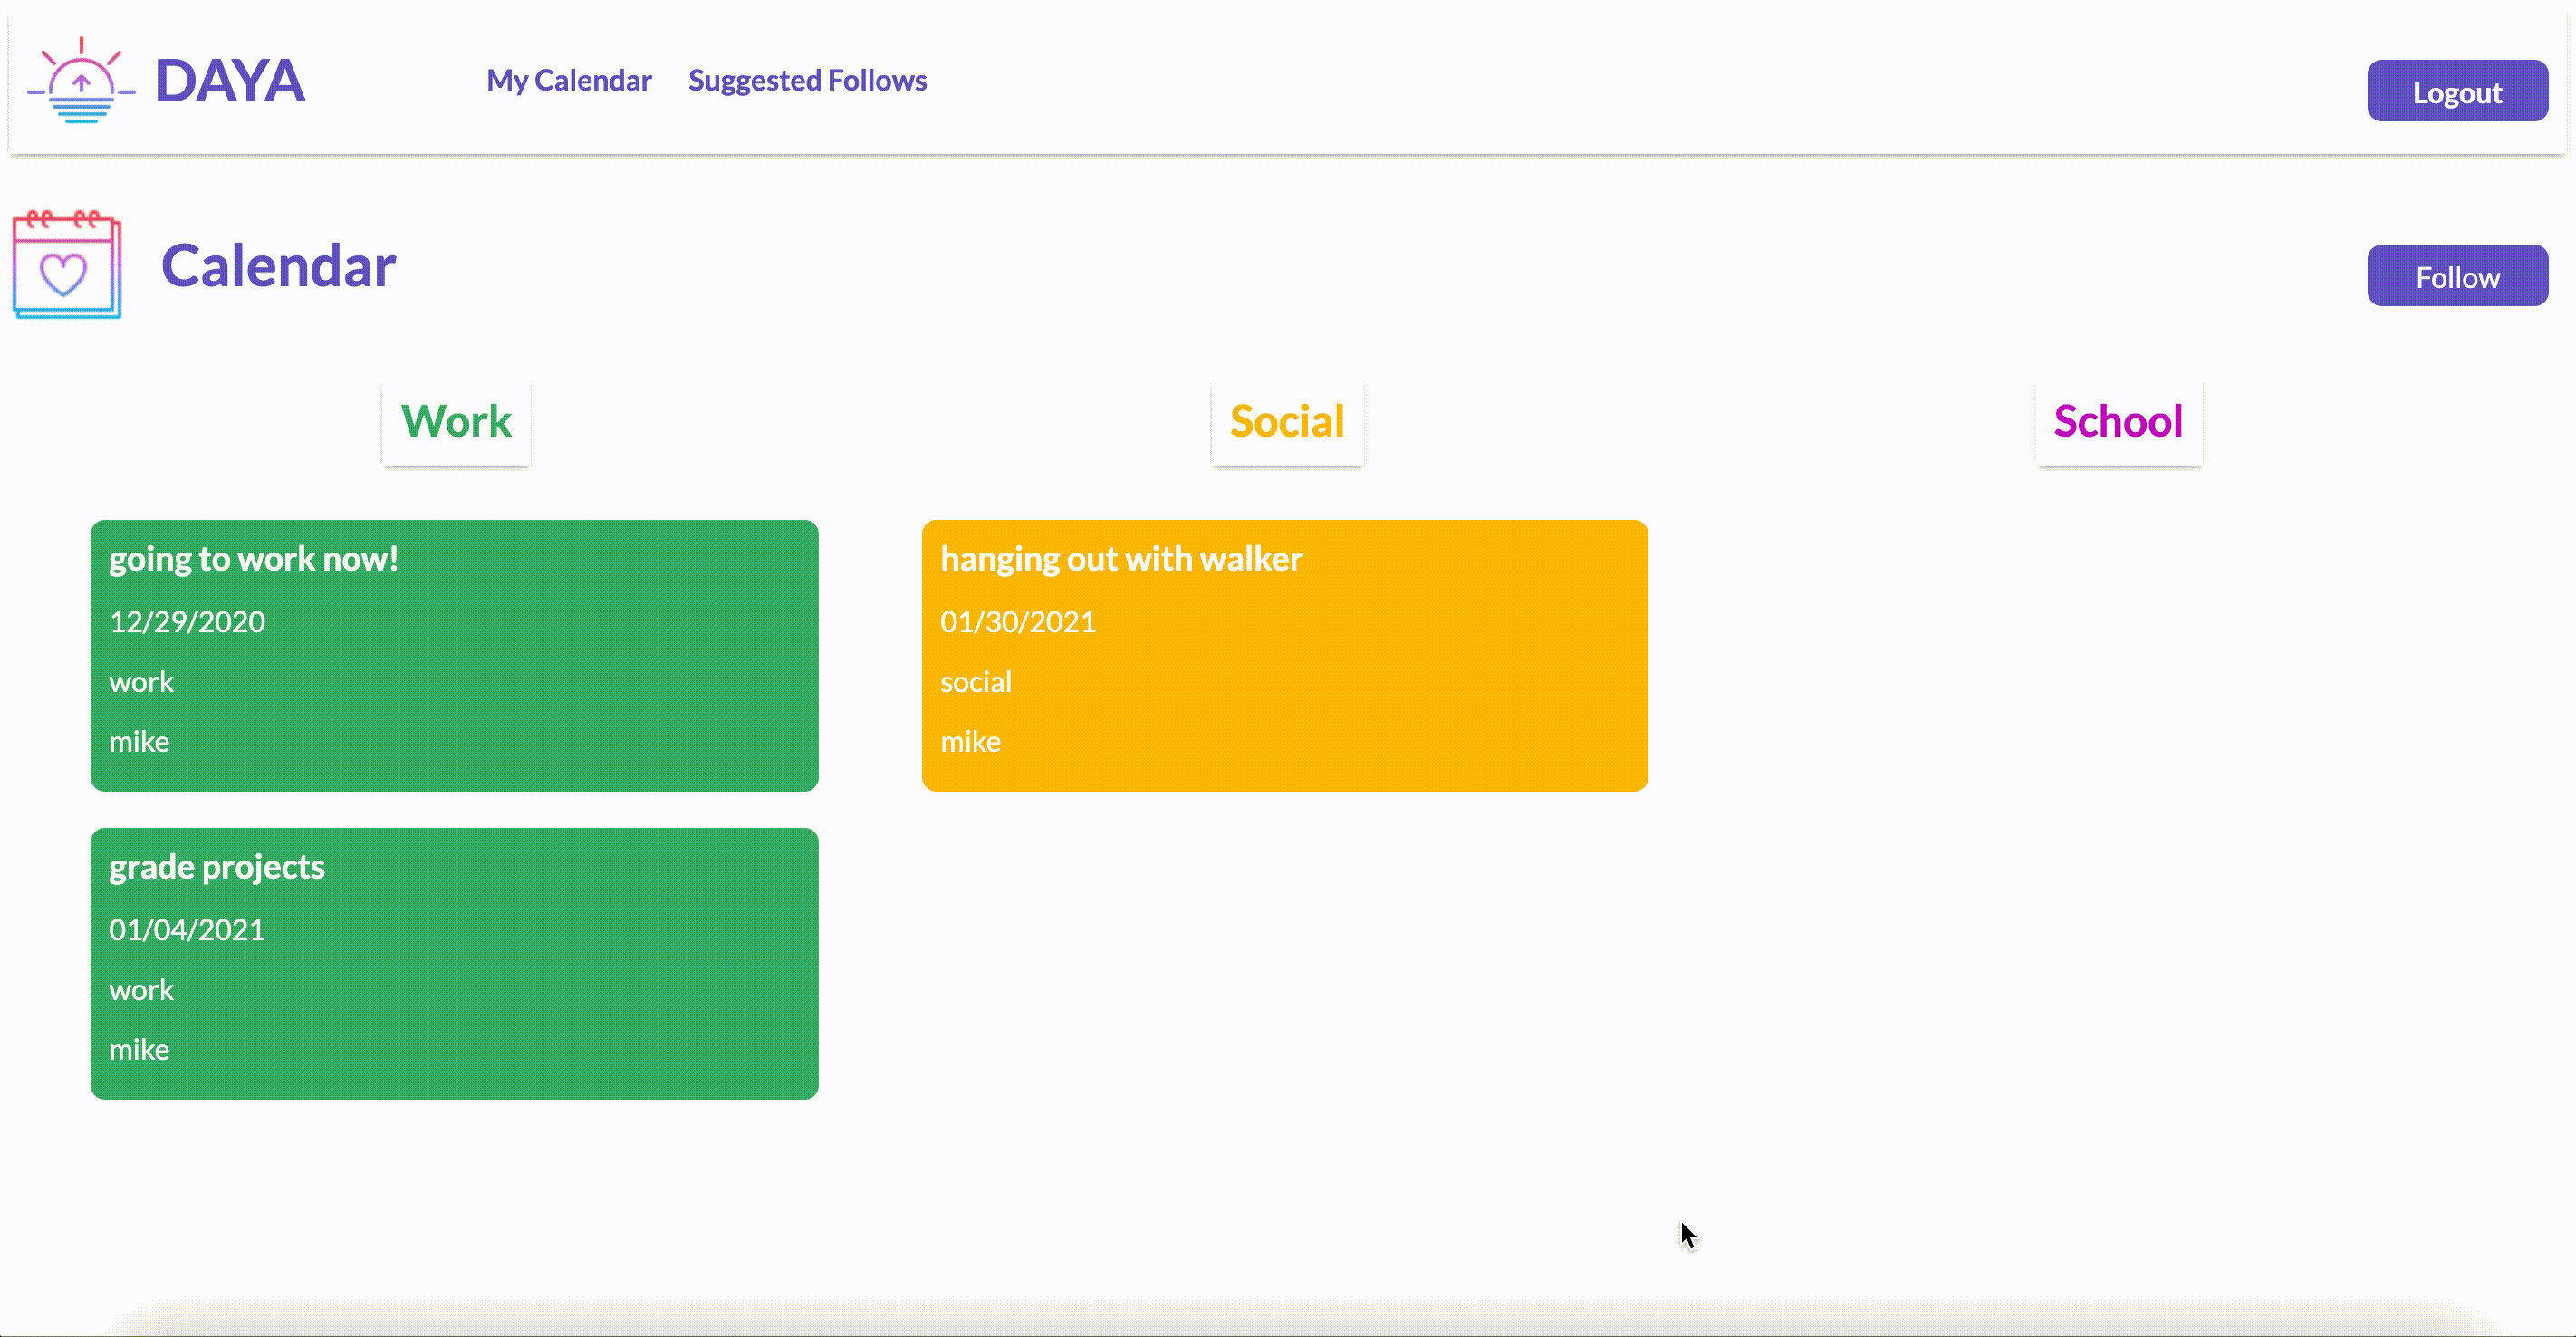 DAYA
My Calendar
Suggested Follows
Logout
Calendar
Follow
Work
Social
School
going to work now!
12/29/2020
work
mike
hanging out with walker
01/30/2021
social
mike
grade projects
01/04/2021
work
mike